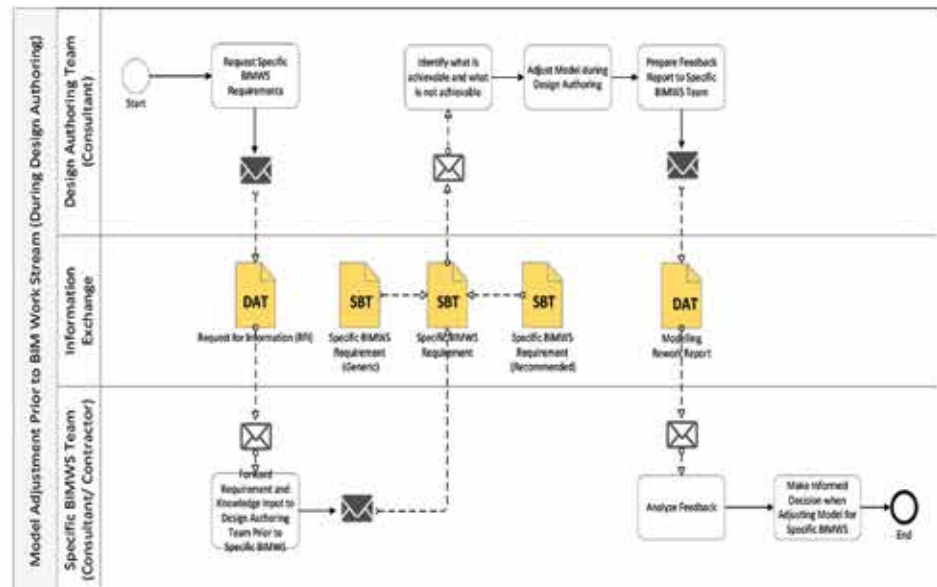 Model Adjustment Prior to BIM Work Stream (During Design Authoring)
Design Authoring Team
(Consultant)
Start
Request Specific
BIMWS
Requirements
Identify what is
achievable and what
is not achievable
Adjust Model during
Design Authoring
Prepare Feedback
Report to Specific
BIMWS Team
Information
Exchange
DAT
Request for Information (RFI)
SBT
Specific BIMWS
Requirement
(Generic)
SBT
Specific BIMWS
Requirement
SBT
Specific BIMWS
Requirement
(Recommended)
DAT
Modelling
Rework Report
Specific BIMWS Team
(Consultant/ Contractor)
Forward
Requirement and
Knowledge Input to
Design Authoring
Team Prior to
Specific BIMWS
Analyze Feedback
Make Informed
Decision when
Adjusting Model for
Specific BIMWS
End